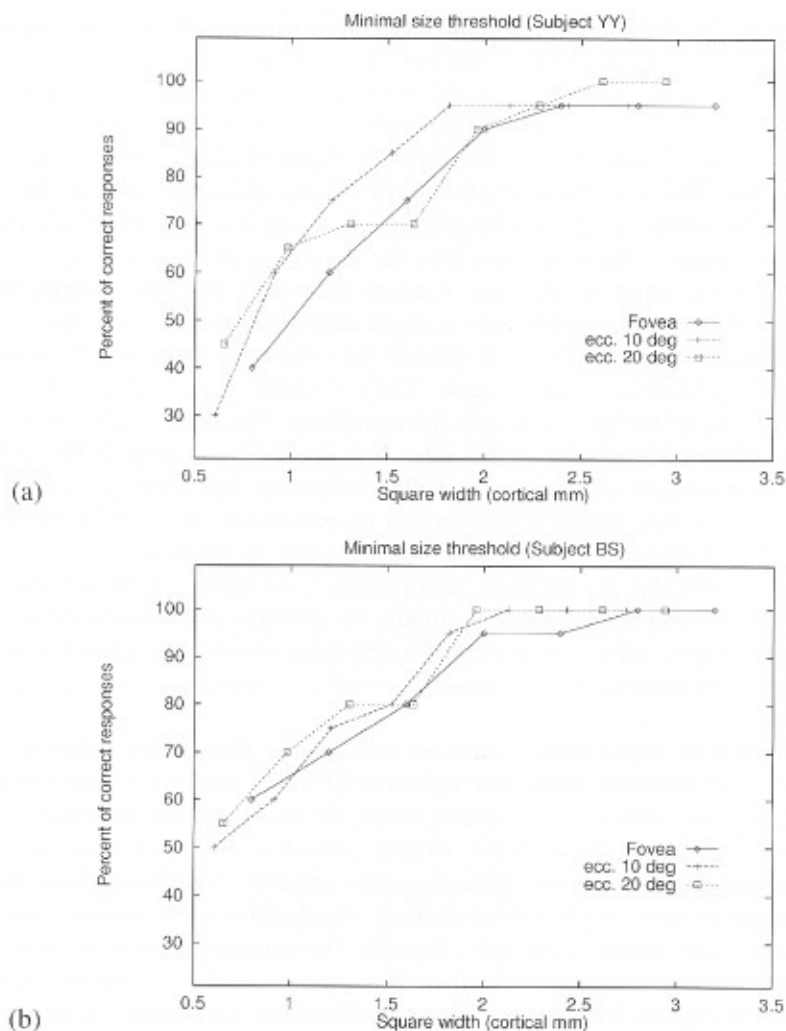 Minimal size threshold (Subject YY)
100
90
80
70
60
50
40
30
Percent of correct responses
Fovea
ecc. 10 deg
ecc. 20 deg
0.5 1 1.5 2 2.5 3 3.5
Square width (cortical mm)
(a)
Minimal size threshold (Subject BS)
100
90
80
70
60
50
40
30
Percent of correct responses
Fovea
ecc. 10 deg
ecc. 20 deg
0.5 1 1.5 2 2.5 3 3.5
Square width (cortical mm)
(b)